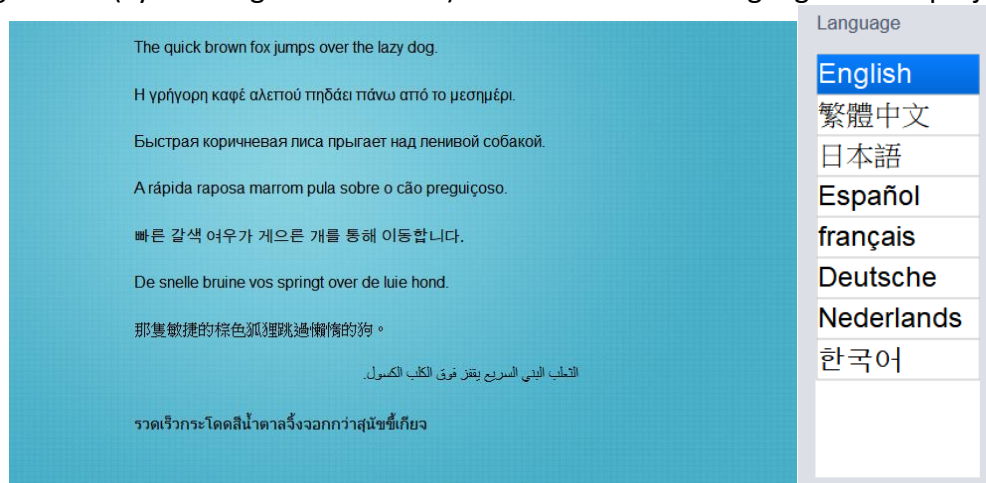 The quick brown fox jumps over the lazy dog.
Η γρήγορη καφέ αλεπού πηδάει πάνω από το μεσημέρι.
Быстрая коричневая лиса прыгает над ленивой собакой.
A rápida raposa marrom pula sobre o cão preguiçoso.
빠른 갈색 여우가 게으른 개를 통해 이동합니다.
De snelle bruine vos springt over de luie hond.
那隻敏捷的棕色狐狸跳過懶惰的狗。
الثعلب البني السريع يقفز فوق الكلب الكسول.
รวดเร็วกระโดดสีน้ำตาลจิ้งจอกกว่าสุนัขขี้เกียจ
Language
English
繁體中文
日本語
Español
français
Deutsche
Nederlands
한국어